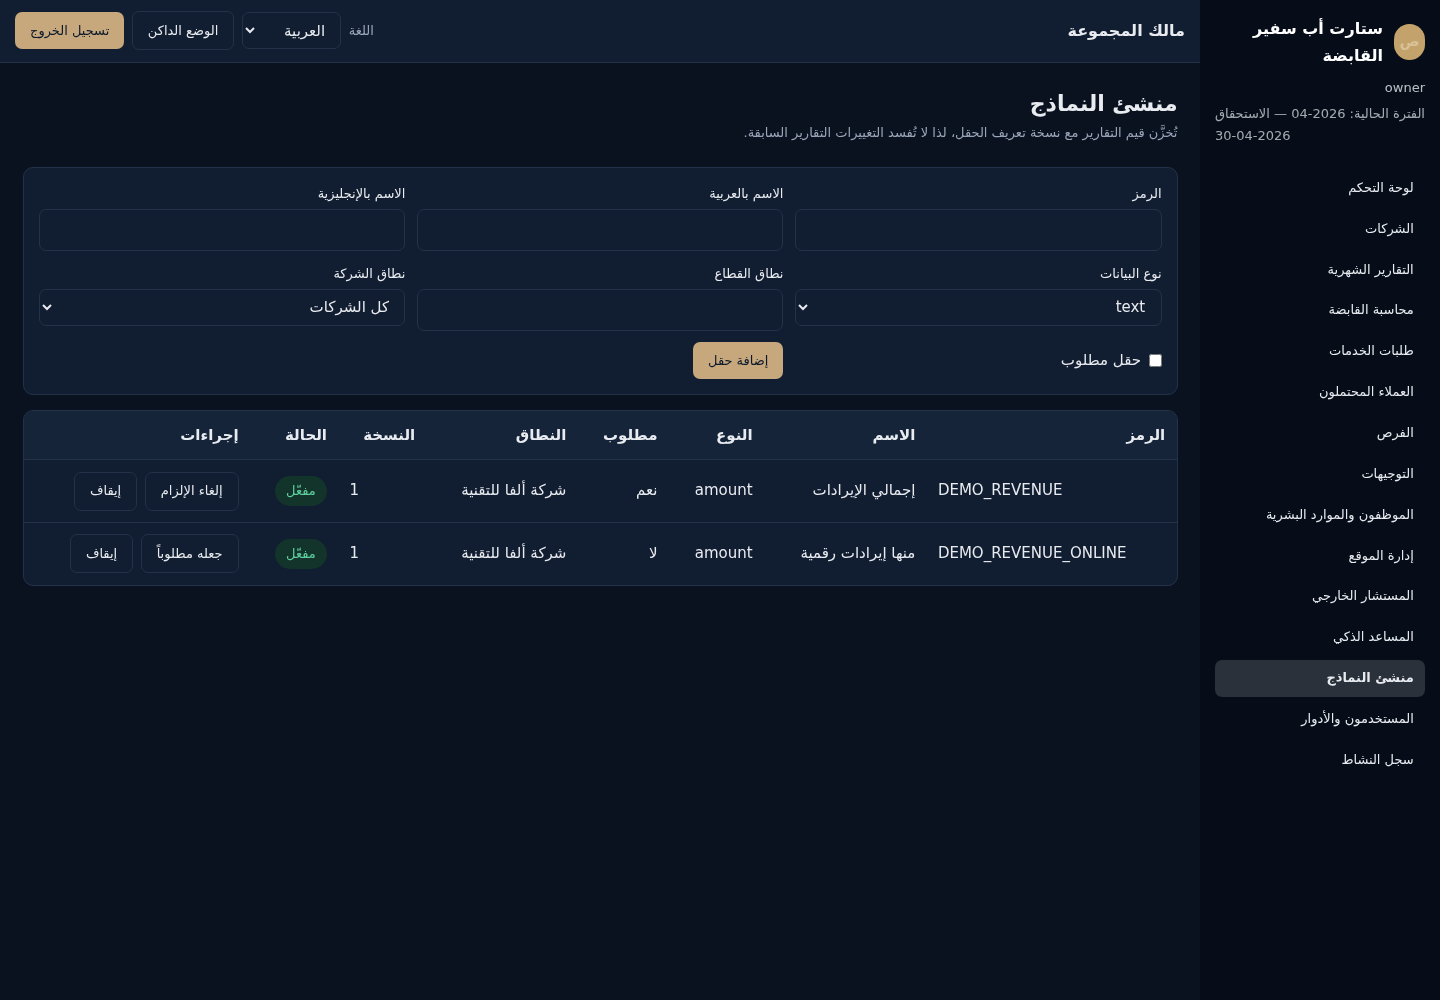 ص
ستارت أب سفير
القابضة
owner
الفترة الحالية: 2026-04 — الاستحقاق
2026-04-30
لوحة التحكم
الشركات
التقارير الشهرية
محاسبة القابضة
طلبات الخدمات
العملاء المحتملون
الفرص
التوجيهات
الموظفون والموارد البشرية
إدارة الموقع
المستشار الخارجي
المساعد الذكي
منشئ النماذج
المستخدمون والأدوار
سجل النشاط
مالك المجموعة
اللغة العربية الوضع الداكن تسجيل الخروج
منشئ النماذج
تُخزَّن قيم التقارير مع نسخة تعريف الحقل، لذا لا تُفسد التغييرات التقارير السابقة.
الرمز الاسم بالعربية الاسم بالإنجليزية
نوع البيانات نطاق القطاع نطاق الشركة
text كل الشركات
حقل مطلوب إضافة حقل
الرمز الاسم النوع مطلوب النطاق النسخة الحالة إجراءات
DEMO_REVENUE إجمالي الإيرادات amount نعم شركة ألفا للتقنية 1 مفعّل إلغاء الإلزام إيقاف
DEMO_REVENUE_ONLINE منها إيرادات رقمية amount لا شركة ألفا للتقنية 1 مفعّل جعله مطلوباً إيقاف